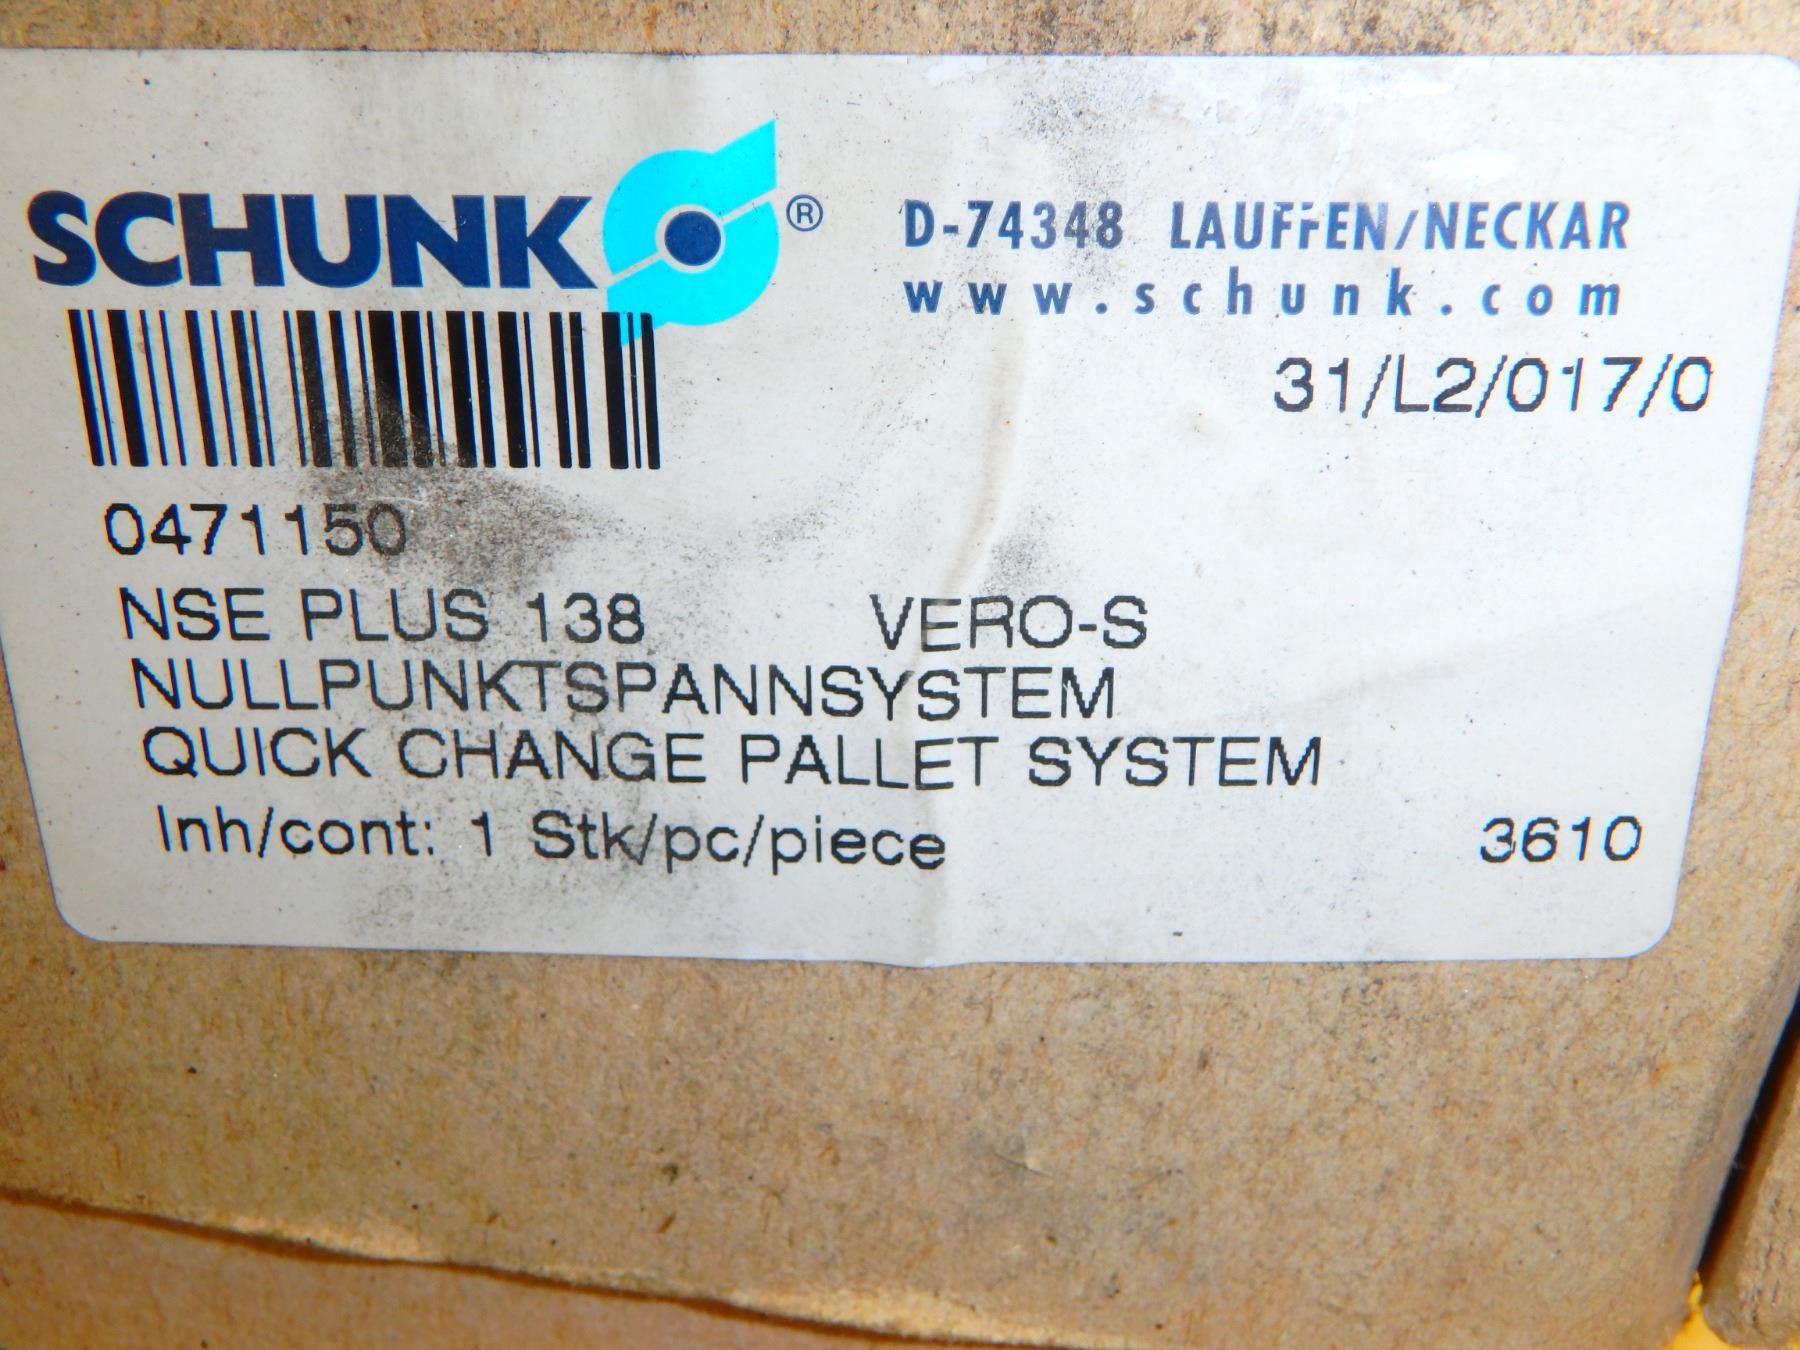 SCHUNK ® D-74348 LAUFFEN/NECKAR
www.schunk.com
31/L2/017/0
0471150
NSE PLUS 138 VERO-S
NULLPUNKTSPANNSYSTEM
QUICK CHANGE PALLET SYSTEM
Inh/cont: 1 Stk/pc/piece 3610